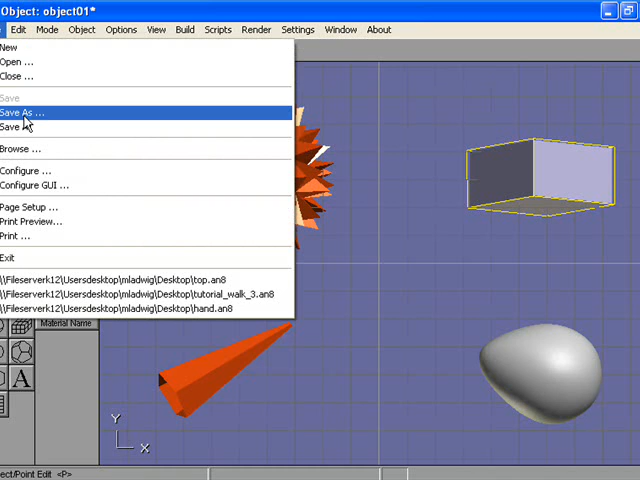 Object: object01*
Edit Mode Object Options View Build Scripts Render Settings Window About
New
Open ...
Close ...
Save
Save As ...
Save
Browse ...
Configure ...
Configure GUI ...
Page Setup ...
Print Preview...
Print ...
Exit
\\Fileserverk12\Usersdesktop\mladwig\Desktop\top.an8
\\Fileserverk12\Usersdesktop\mladwig\Desktop\tutorial_walk_3.an8
\\Fileserverk12\Usersdesktop\mladwig\Desktop\hand.an8
Material Name
A
Y
X
ect/Point Edit <P>